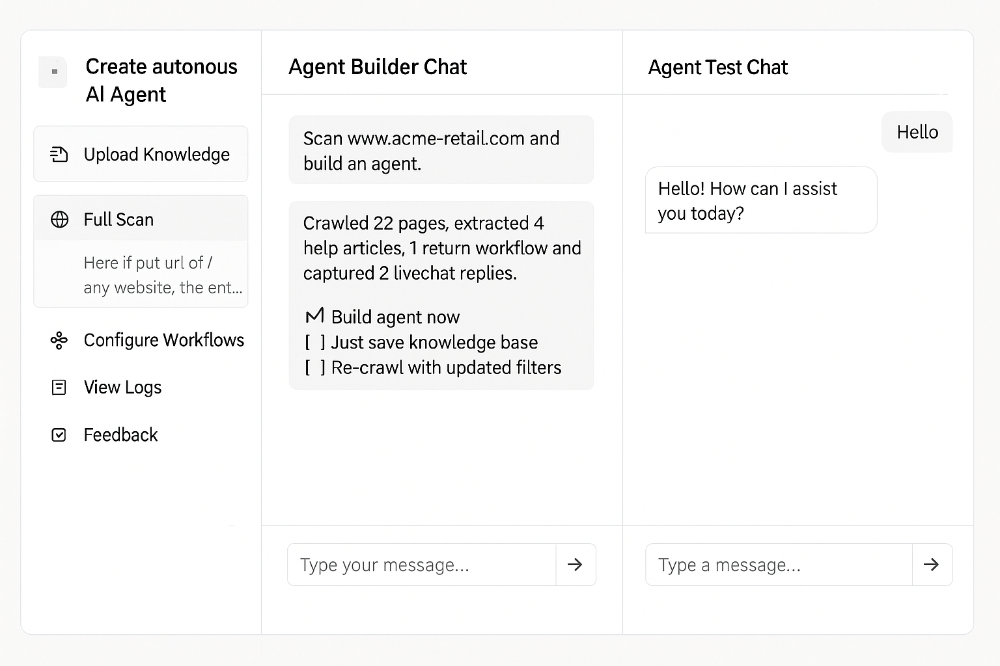 Create autonous
AI Agent
Upload Knowledge
Full Scan
Here if put url of /
any website, the ent...
Configure Workflows
View Logs
Feedback
Agent Builder Chat
Scan www.acme-retail.com and
build an agent.
Crawled 22 pages, extracted 4
help articles, 1 return workflow and
captured 2 livechat replies.
Build agent now
[ ] Just save knowledge base
[ ] Re-crawl with updated filters
Type your message...
Agent Test Chat
Hello
Hello! How can I assist
you today?
Type a message...